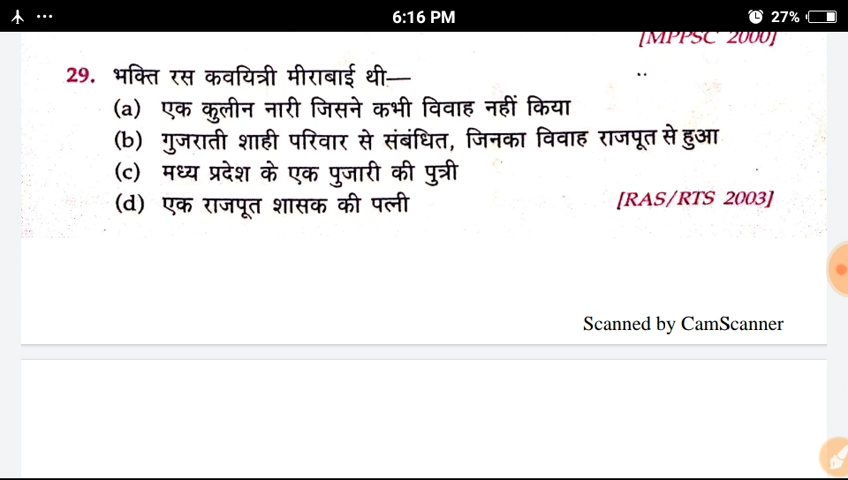 6:16 PM
27%
[MPPSC 2000]
29. भक्ति रस कवयित्री मीराबाई थी—
(a) एक कुलीन नारी जिसने कभी विवाह नहीं किया
(b) गुजराती शाही परिवार से संबंधित, जिनका विवाह राजपूत से हुआ
(c) मध्य प्रदेश के एक पुजारी की पुत्री
(d) एक राजपूत शासक की पत्नी [RAS/RTS 2003]
Scanned by CamScanner